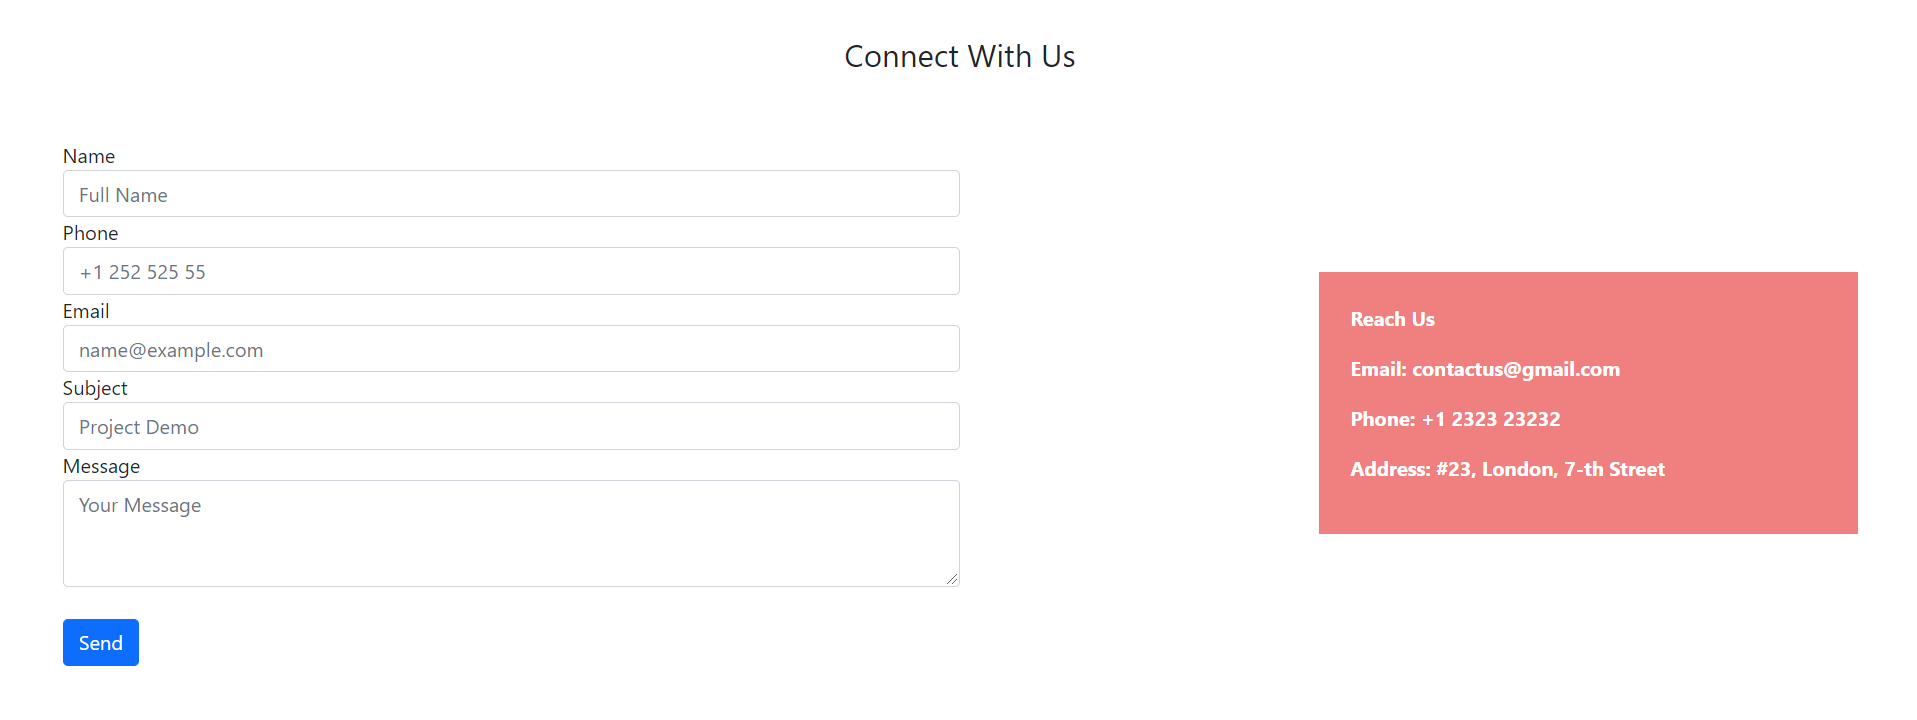 Connect With Us
Name
Full Name
Phone
+1 252 525 55
Email
name@example.com
Subject
Project Demo
Message
Your Message
Send
Reach Us
Email: contactus@gmail.com
Phone: +1 2323 23232
Address: #23, London, 7-th Street